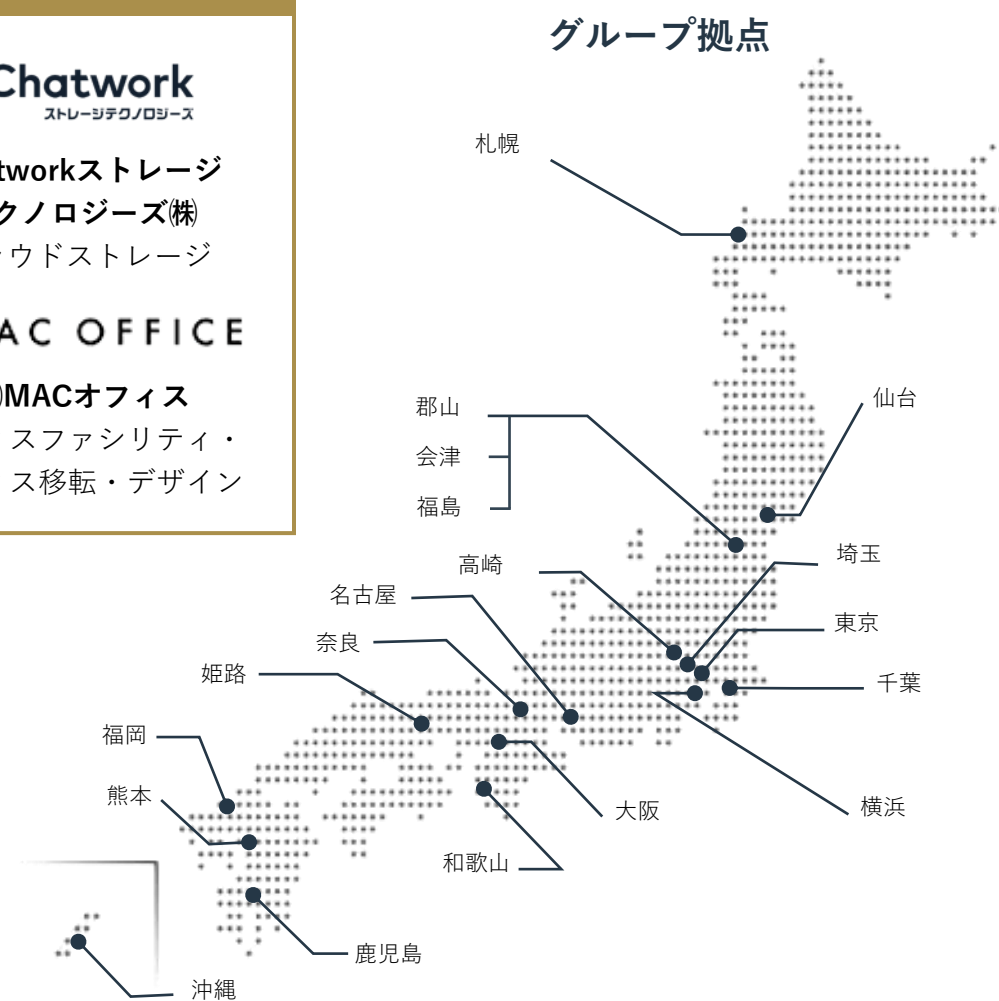 グループ拠点
Chatwork
ストレージテクノロジーズ
tworkストレージ
クノロジーズ㈱
ウドストレージ
AC OFFICE
MACオフィス
スファシリティ・
ス移転・デザイン
札幌
郡山
会津
福島
仙台
高崎
埼玉
名古屋
東京
奈良
千葉
姫路
福岡
熊本
大阪
横浜
和歌山
鹿児島
沖縄